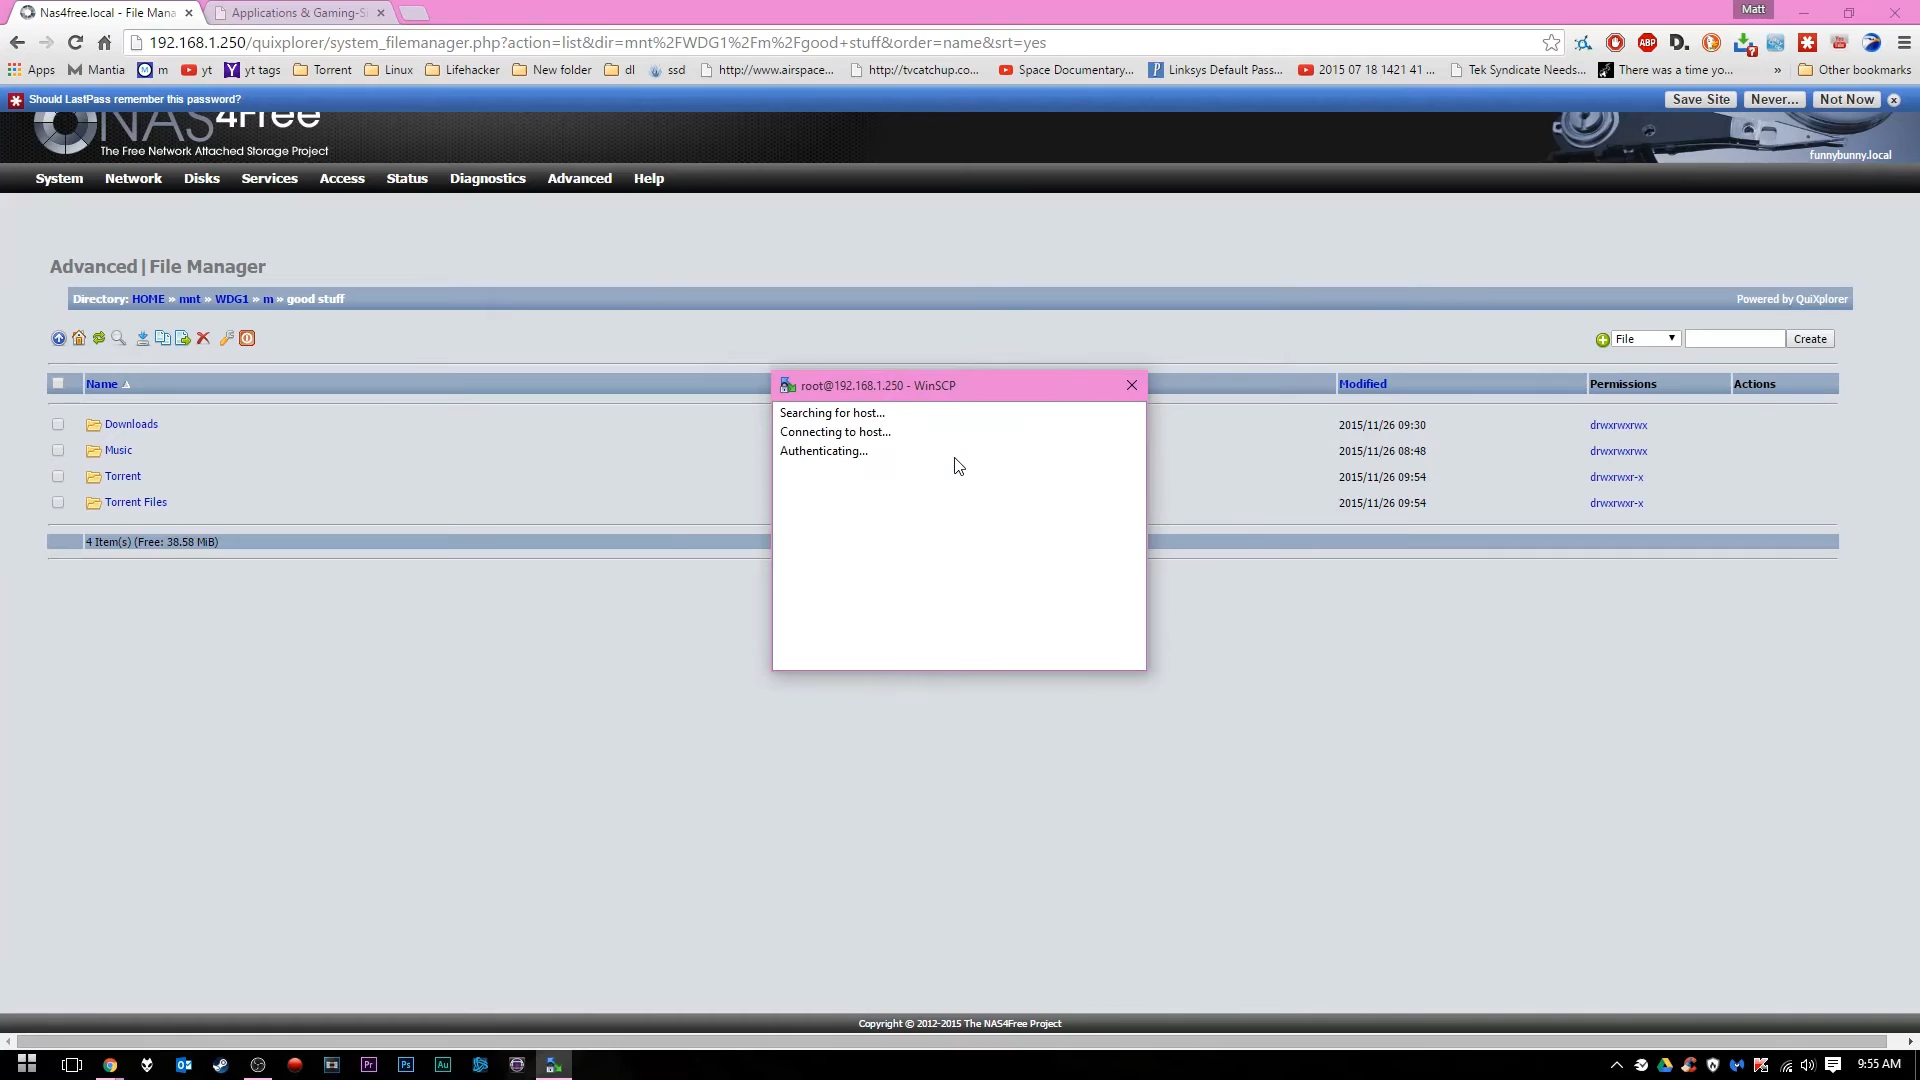 Nas4free.local - File Mana
Applications & Gaming-Si
Matt
192.168.1.250/quixplorer/system_filemanager.php?action=list&dir=mnt%2FWDG1%2Fm%2Fgood+stuff&order=name&srt=yes
Apps
Mantia
m
yt
yt tags
Torrent
Linux
Lifehacker
New folder
dl
ssd
http://www.airspace...
http://tvcatchup.co...
Space Documentary...
Linksys Default Pass...
2015 07 18 1421 41 ...
Tek Syndicate Needs...
There was a time yo...
Other bookmarks
Should LastPass remember this password?
Save Site
Never...
Not Now
NAS4Free
The Free Network Attached Storage Project
funnybunny.local
System
Network
Disks
Services
Access
Status
Diagnostics
Advanced
Help
Advanced|File Manager
Directory: HOME » mnt » WDG1 » m » good stuff
Powered by QuiXplorer
File
Create
Name
Modified
Permissions
Actions
Downloads
2015/11/26 09:30
drwxrwxrwx
Music
2015/11/26 08:48
drwxrwxrwx
Torrent
2015/11/26 09:54
drwxrwxr-x
Torrent Files
2015/11/26 09:54
drwxrwxr-x
4 Item(s) (Free: 38.58 MiB)
root@192.168.1.250 - WinSCP
Searching for host...
Connecting to host...
Authenticating...
Copyright © 2012-2015 The NAS4Free Project
9:55 AM